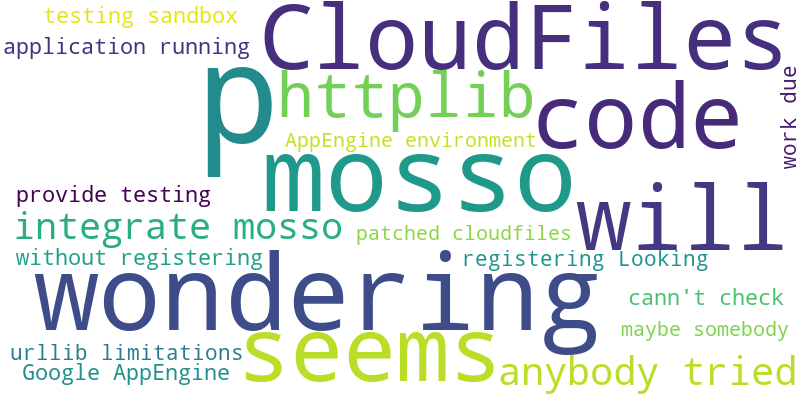 testing sandbox
CloudFiles
application running
p
httplib
code
work due
AppEngine environment
mosso
provide testing
will
integrate mosso
patched cloudfiles
without registering
registering Looking
wondering
cann't check
seems
maybe somebody
urllib limitations
Google AppEngine
anybody tried